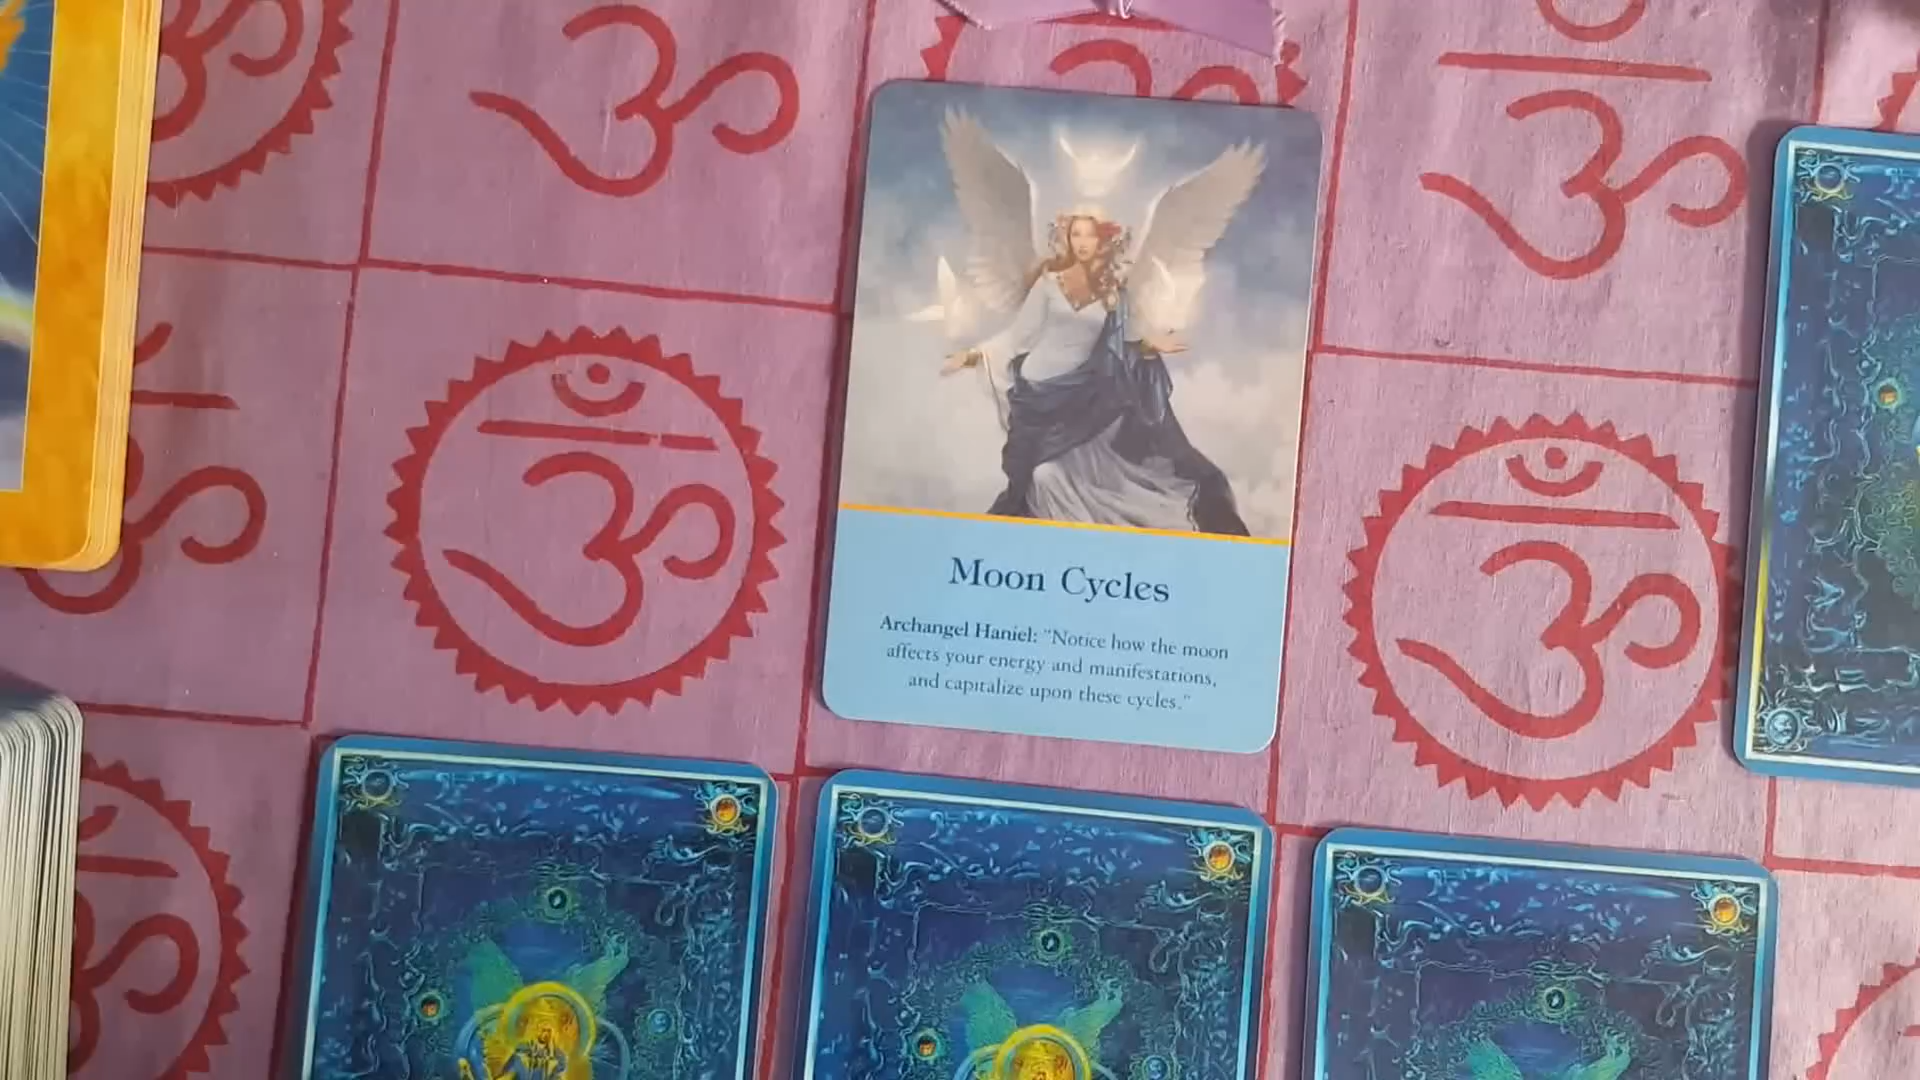 ॐ
ॐ
ॐ
ॐ
Moon Cycles
Archangel Haniel: "Notice how the moon
affects your energy and manifestations,
and capitalize upon these cycles."